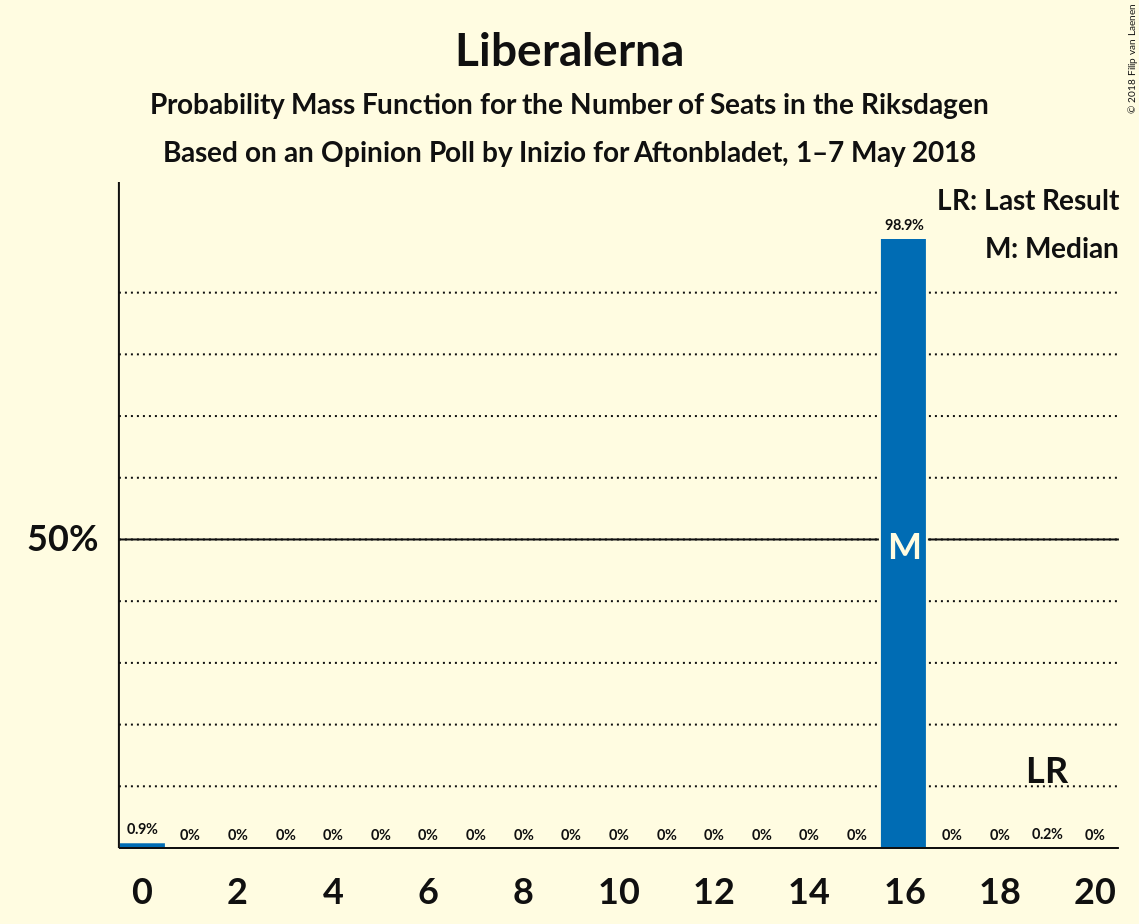 Liberalerna
Probability Mass Function for the Number of Seats in the Riksdagen
Based on an Opinion Poll by Inizio for Aftonbladet, 1–7 May 2018
© 2018 Filip van Laenen
LR: Last Result
M: Median
98.9%
50%
M
LR
0.9% 0% 0% 0% 0% 0% 0% 0% 0% 0% 0% 0% 0% 0% 0% 0% 0% 0% 0.2% 0%
0 2 4 6 8 10 12 14 16 18 20